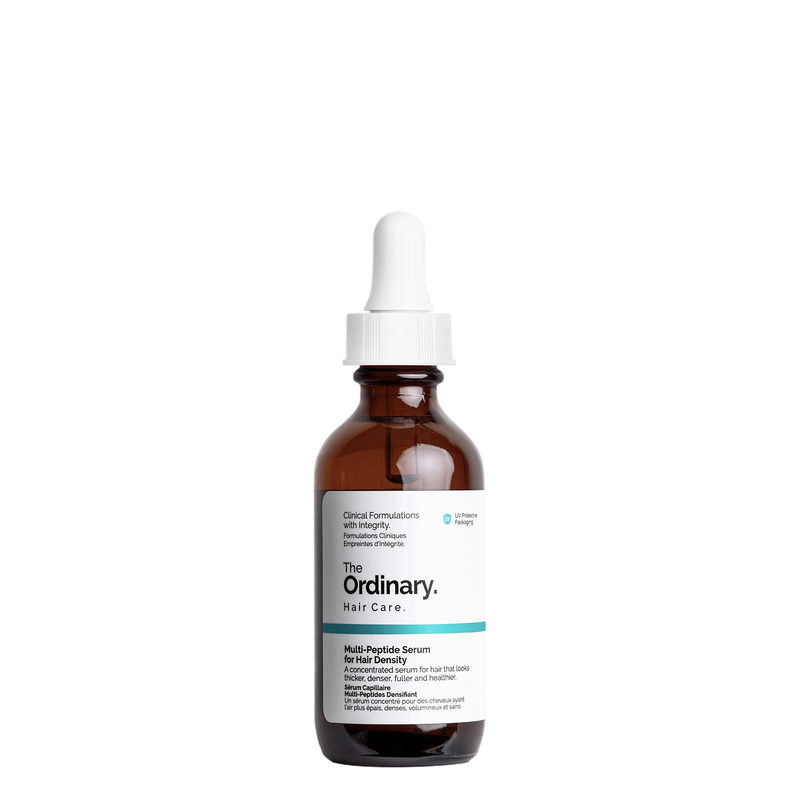 Clinical Formulations
with Integrity.
Formulations Cliniques
Empreintes d'Intégrité.
UV Protective
Packaging
The
Ordinary.
Hair Care.
Multi-Peptide Serum
for Hair Density
A concentrated serum for hair that looks
thicker, denser, fuller and healthier.
Sérum Capillaire
Multi-Peptides Densifiant
Un sérum concentré pour des cheveux ayant
l'air plus épais, denses, volumineux et sains.